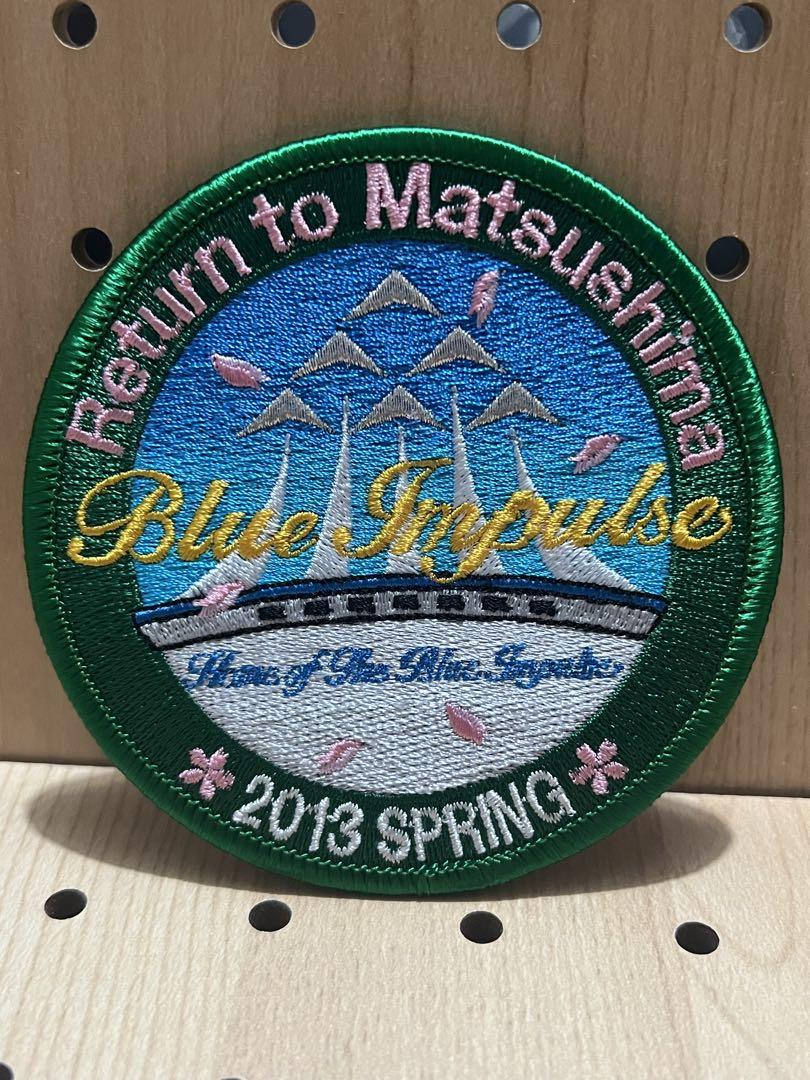 Return to Matsushima
Blue Impulse
Home of The Blue Impulse
2013 SPRING